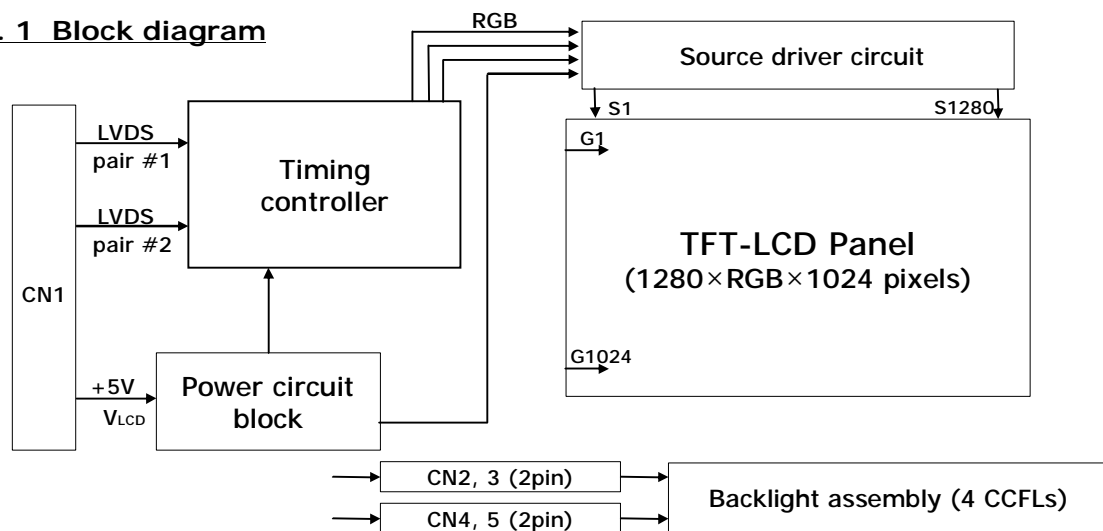 . 1 Block diagram
RGB
Source driver circuit
S1
S1280
CN1
LVDS
pair #1
LVDS
pair #2
Timing
controller
G1
TFT-LCD Panel
(1280×RGB×1024 pixels)
G1024
+5V
VLCD
Power circuit
block
CN2, 3 (2pin)
CN4, 5 (2pin)
Backlight assembly (4 CCFLs)